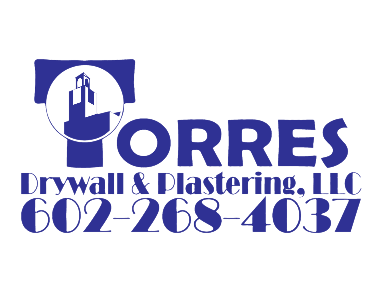 TORRES
Drywall & Plastering, LLC
602-268-4037